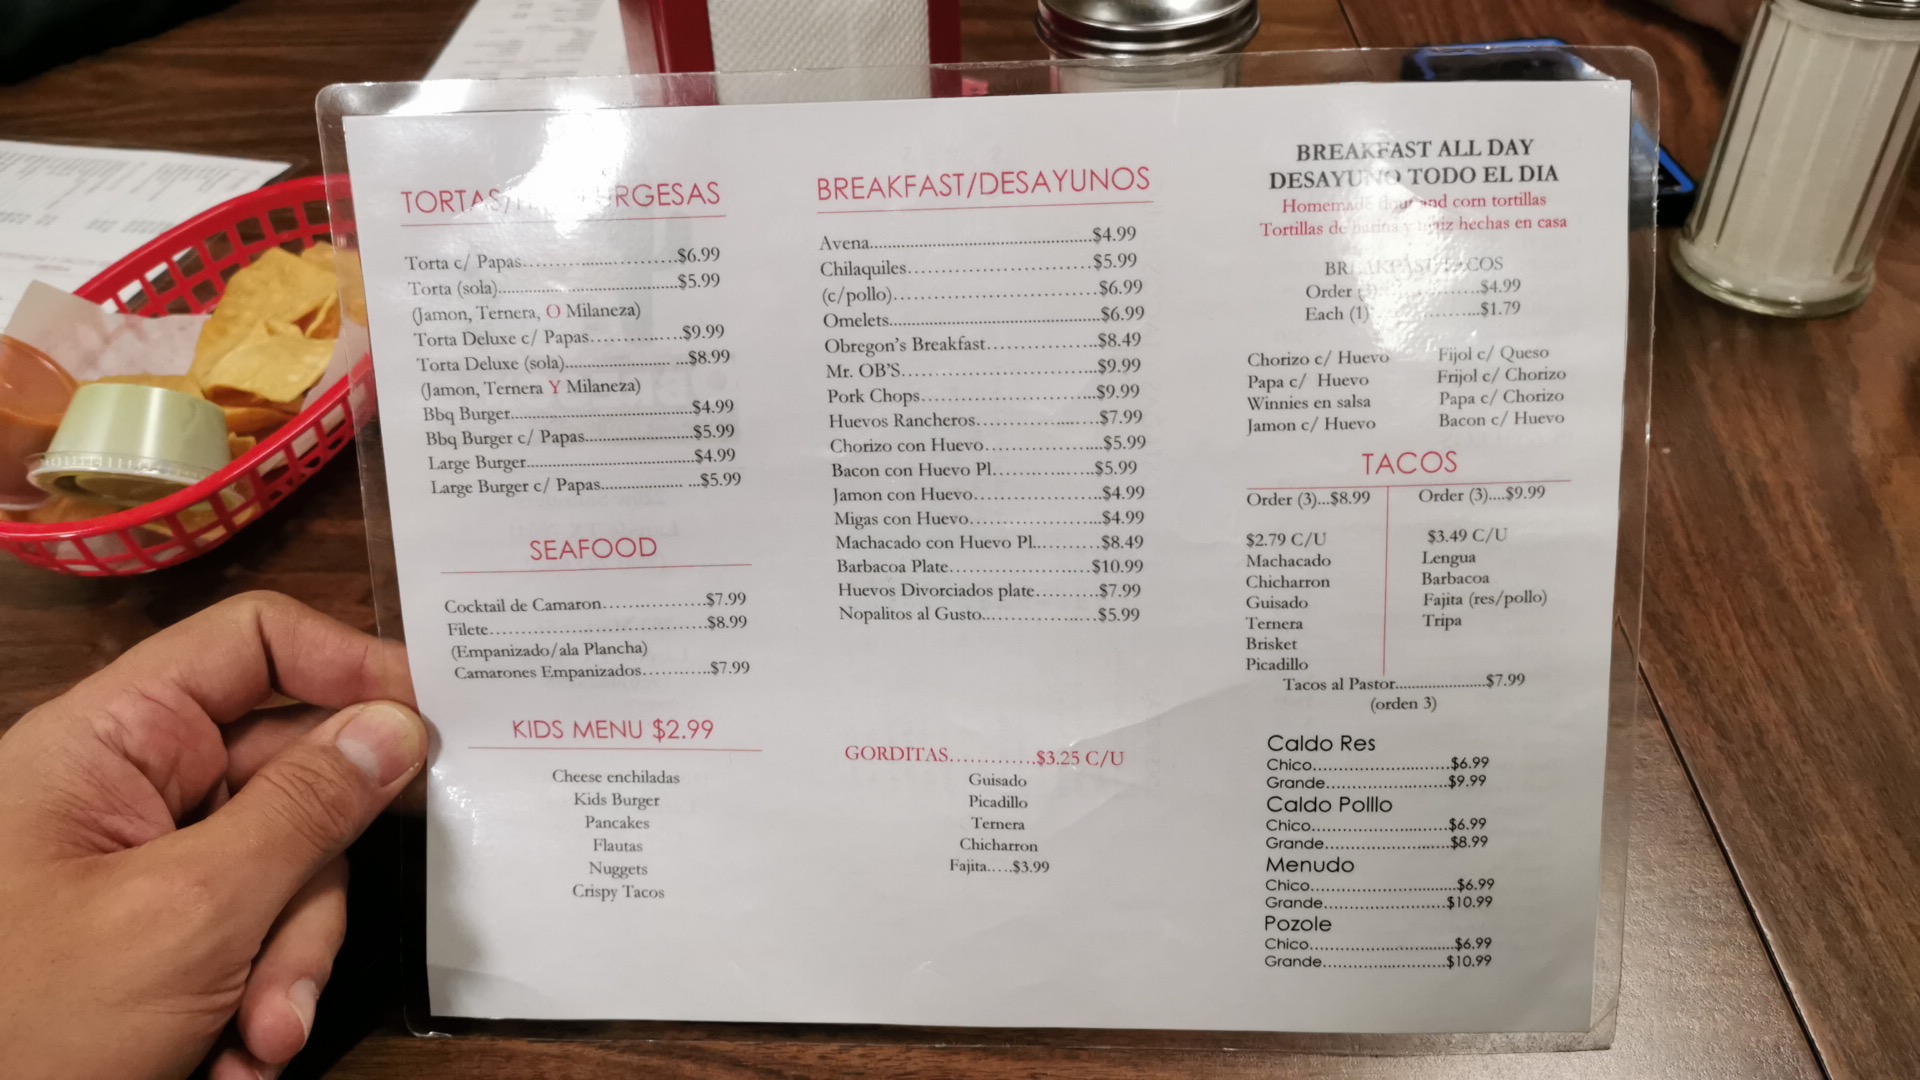 TORTAS/HAMBURGESAS
Torta c/ Papas...........................$6.99
Torta (sola)...........................$5.99
(Jamon, Ternera, O Milaneza)
Torta Deluxe c/ Papas...............$9.99
Torta Deluxe (sola)......................$8.99
(Jamon, Ternera Y Milaneza)
Bbq Burger...........................$4.99
Bbq Burger c/ Papas...................$5.99
Large Burger...........................$4.99
Large Burger c/ Papas...................$5.99
SEAFOOD
Cocktail de Camaron...............$7.99
Filete...........................$8.99
(Empanizado/ala Plancha)
Camarones Empanizados............$7.99
KIDS MENU $2.99
Cheese enchiladas
Kids Burger
Pancakes
Flautas
Nuggets
Crispy Tacos
BREAKFAST/DESAYUNOS
Avena...........................$4.99
Chilaquiles...........................$5.99
(c/pollo)...........................$6.99
Omelets...........................$6.99
Obregon's Breakfast..................$8.49
Mr. OB'S...........................$9.99
Pork Chops...........................$9.99
Huevos Rancheros..................$7.99
Chorizo con Huevo..................$5.99
Bacon con Huevo Pl..................$5.99
Jamon con Huevo..................$4.99
Migas con Huevo..................$4.99
Machacado con Huevo Pl...........$8.49
Barbacoa Plate......................$10.99
Huevos Divorciados plate..........$7.99
Nopalitos al Gusto..................$5.99
GORDITAS............$3.25 C/U
Guisado
Picadillo
Ternera
Chicharron
Fajita.....$3.99
BREAKFAST ALL DAY
DESAYUNO TODO EL DIA
Homemade flour and corn tortillas
Tortillas de harina y maiz hechas en casa
BREAKFAST TACOS
Order (3)..................$4.99
Each (1)..................$1.79
Chorizo c/ Huevo
Papa c/ Huevo
Winnies en salsa
Jamon c/ Huevo
Fijol c/ Queso
Frijol c/ Chorizo
Papa c/ Chorizo
Bacon c/ Huevo
TACOS
Order (3)...$8.99
$2.79 C/U
Machacado
Chicharron
Guisado
Ternera
Brisket
Picadillo
Order (3)....$9.99
$3.49 C/U
Lengua
Barbacoa
Fajita (res/pollo)
Tripa
Tacos al Pastor......................$7.99
(orden 3)
Caldo Res
Chico...........................$6.99
Grande...........................$9.99
Caldo Polllo
Chico...........................$6.99
Grande...........................$8.99
Menudo
Chico...........................$6.99
Grande...........................$10.99
Pozole
Chico...........................$6.99
Grande...........................$10.99